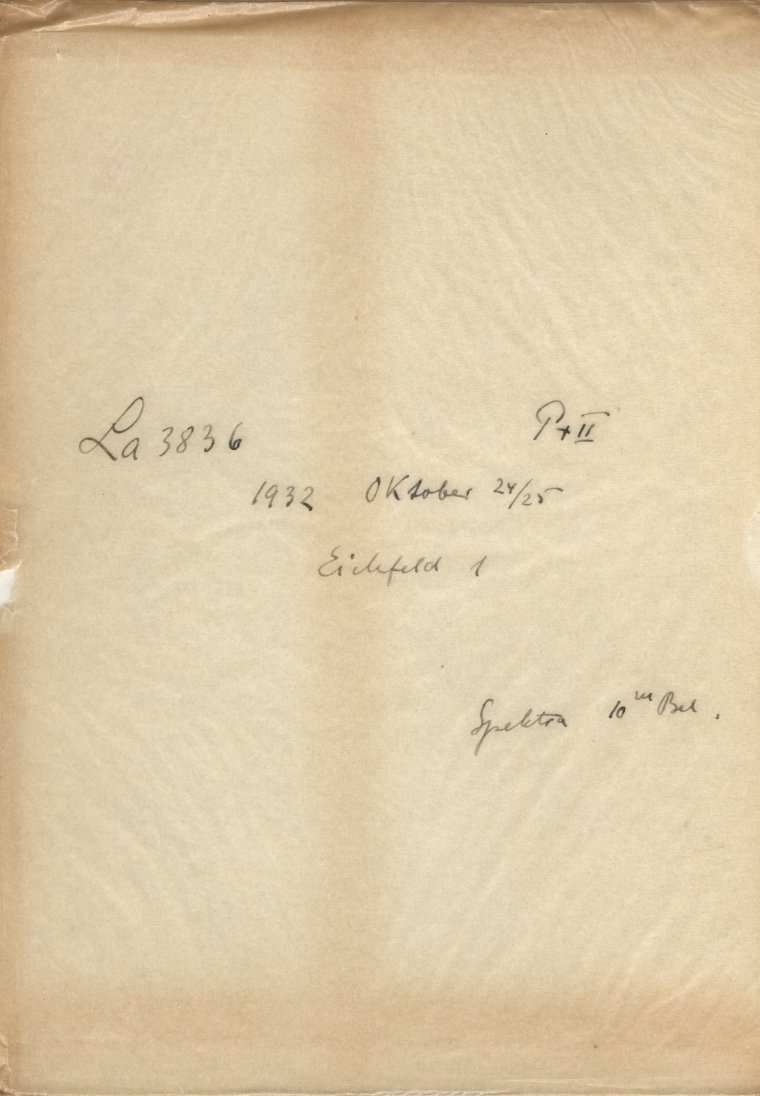 La 3836 P+II
1932 Oktober 24/25
Eichfeld 1
Spektra 10ᵐ Bel.